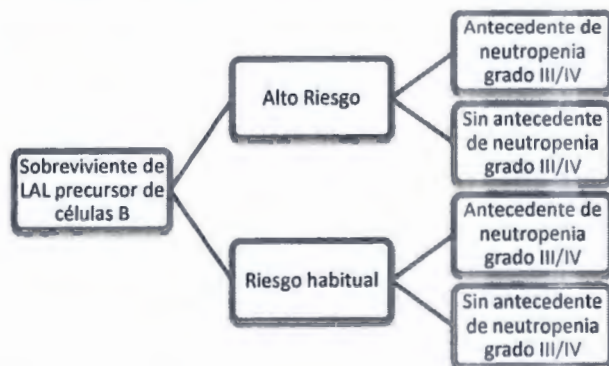 Sobreviviente de
LAL precursor de
células B
Alto Riesgo
Antecedente de
neutropenia
grado III/IV
Sin antecedente
de neutropenia
grado III/IV
Riesgo habitual
Antecedente de
neutropenia
grado III/IV
Sin antecedente
de neutropenia
grado III/IV